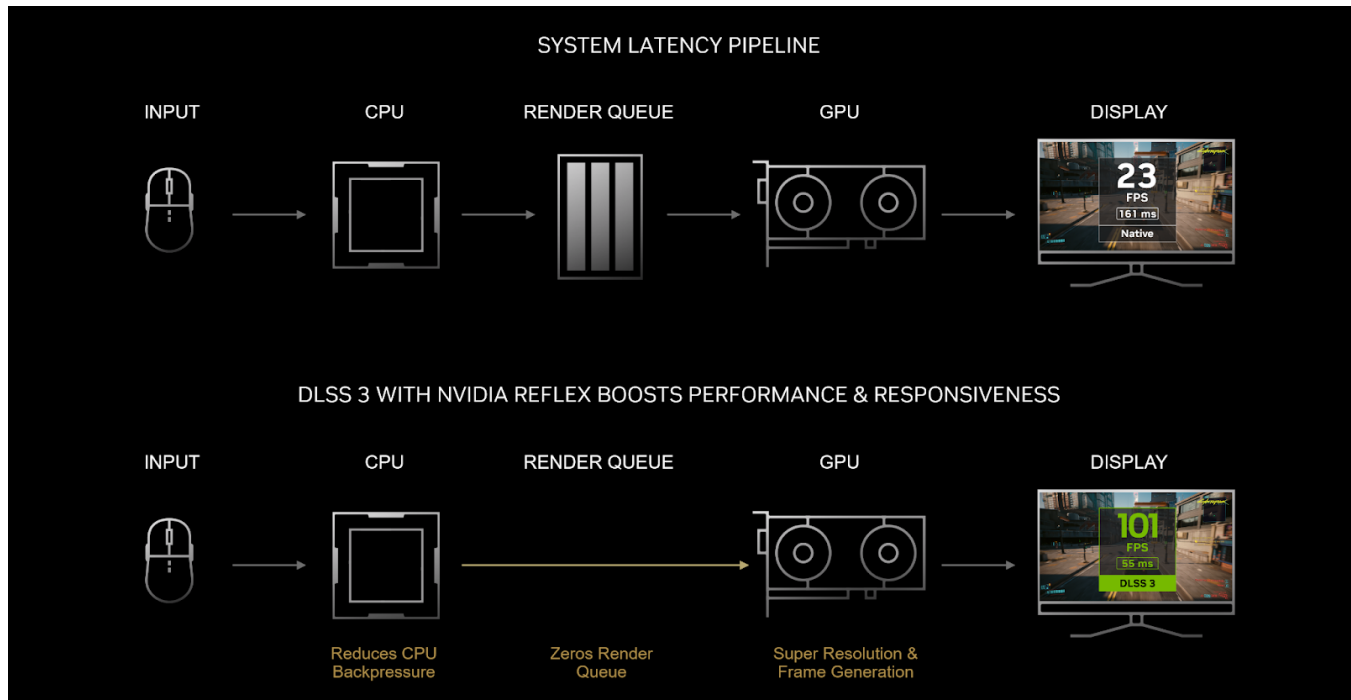 SYSTEM LATENCY PIPELINE
INPUT
CPU
RENDER QUEUE
GPU
DISPLAY
23
FPS
161 ms
Native
DLSS 3 WITH NVIDIA REFLEX BOOSTS PERFORMANCE & RESPONSIVENESS
INPUT
CPU
RENDER QUEUE
GPU
DISPLAY
101
FPS
55 ms
DLSS 3
Reduces CPU
Backpressure
Zeros Render
Queue
Super Resolution &
Frame Generation